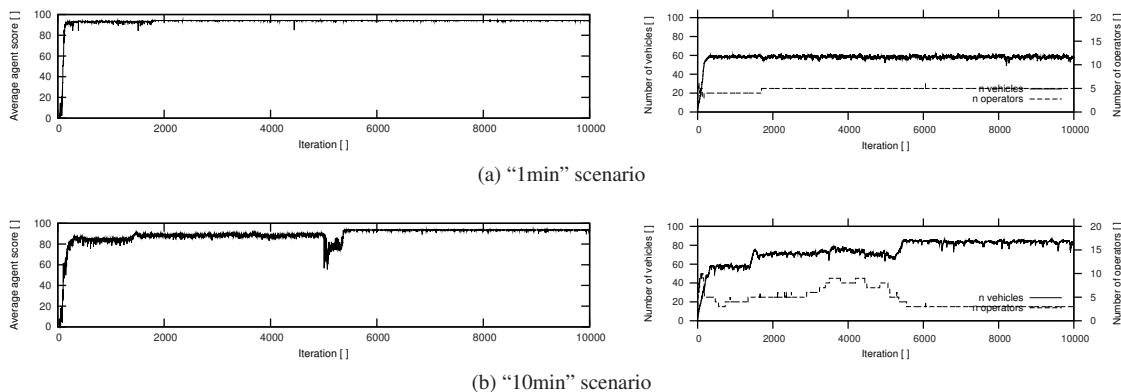 Average agent score [ ]
100
80
60
40
20
0
0 2000 4000 6000 8000 10000
Iteration [ ]
Number of vehicles [ ]
100
80
60
40
20
0
n vehicles
n operators
20
15
10
5
0
Number of operators [ ]
0 2000 4000 6000 8000 10000
Iteration [ ]
(a) “1min” scenario
Average agent score [ ]
100
80
60
40
20
0
0 2000 4000 6000 8000 10000
Iteration [ ]
Number of vehicles [ ]
100
80
60
40
20
0
n vehicles
n operators
20
15
10
5
0
Number of operators [ ]
0 2000 4000 6000 8000 10000
Iteration [ ]
(b) “10min” scenario